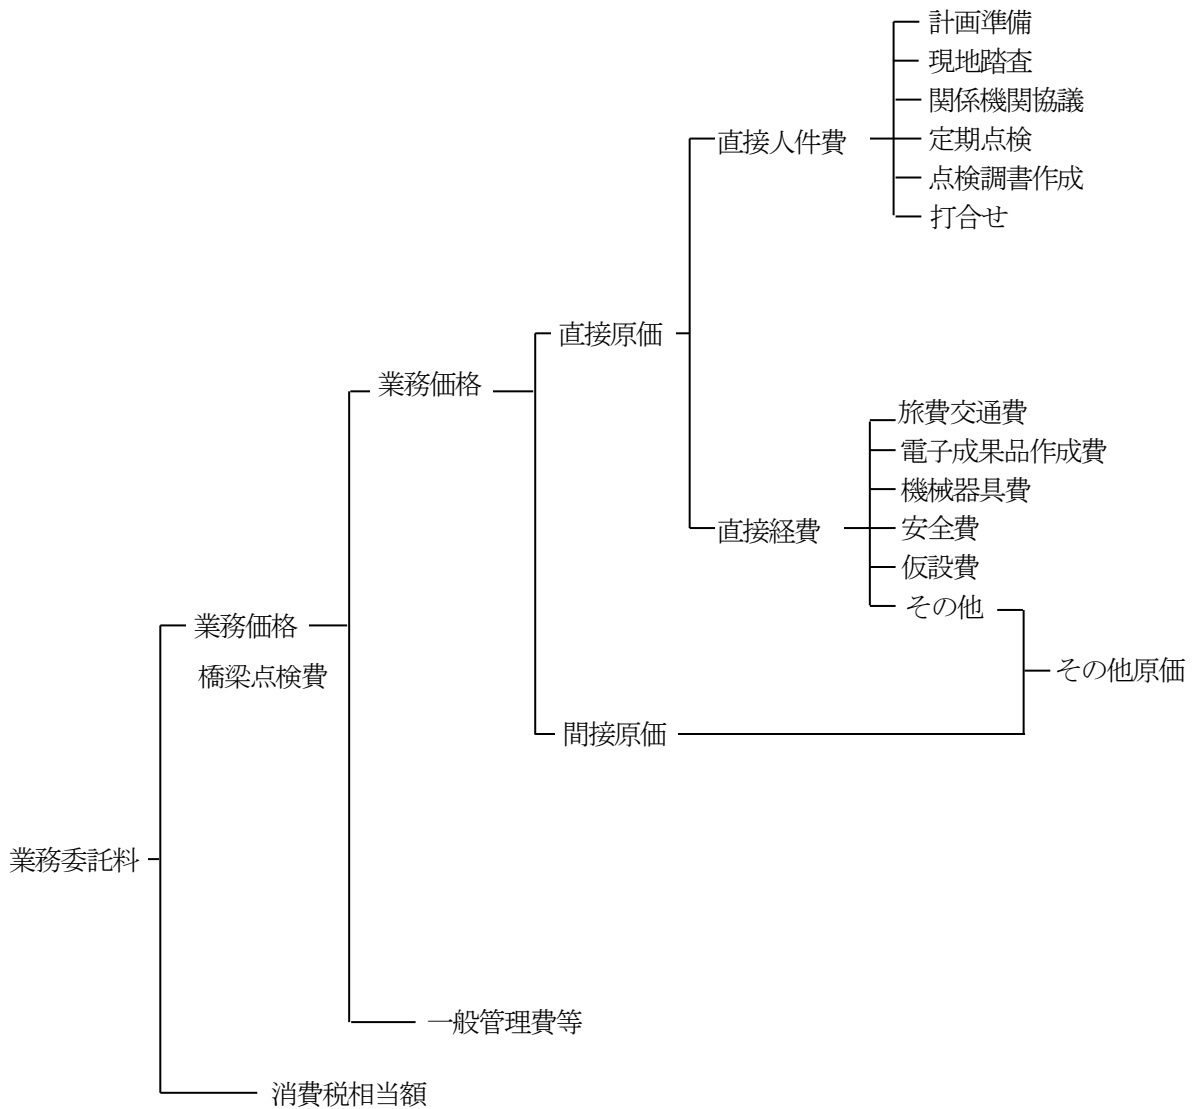 計画準備
現地踏査
関係機関協議
直接人件費
定期点検
点検調書作成
打合せ
直接原価
業務価格
旅費交通費
電子成果品作成費
機械器具費
直接経費
安全費
仮設費
その他
業務価格
橋梁点検費
その他原価
間接原価
業務委託料
一般管理費等
消費税相当額